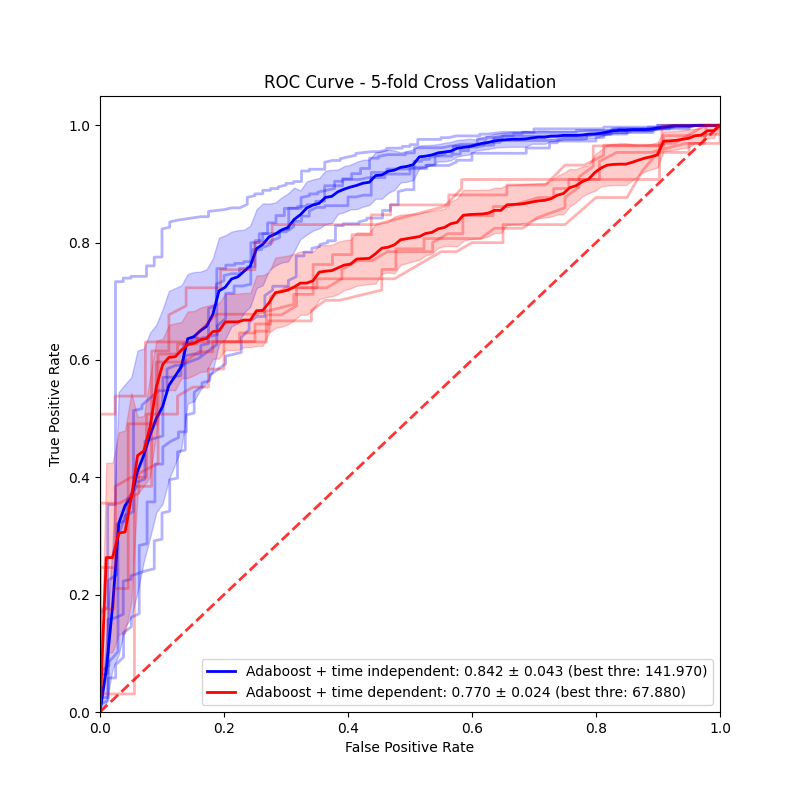 ROC Curve - 5-fold Cross Validation
True Positive Rate
1.0
0.8
0.6
0.4
0.2
0.0
Adaboost + time independent: 0.842 ± 0.043 (best thre: 141.970)
Adaboost + time dependent: 0.770 ± 0.024 (best thre: 67.880)
0.0 0.2 0.4 0.6 0.8 1.0
False Positive Rate